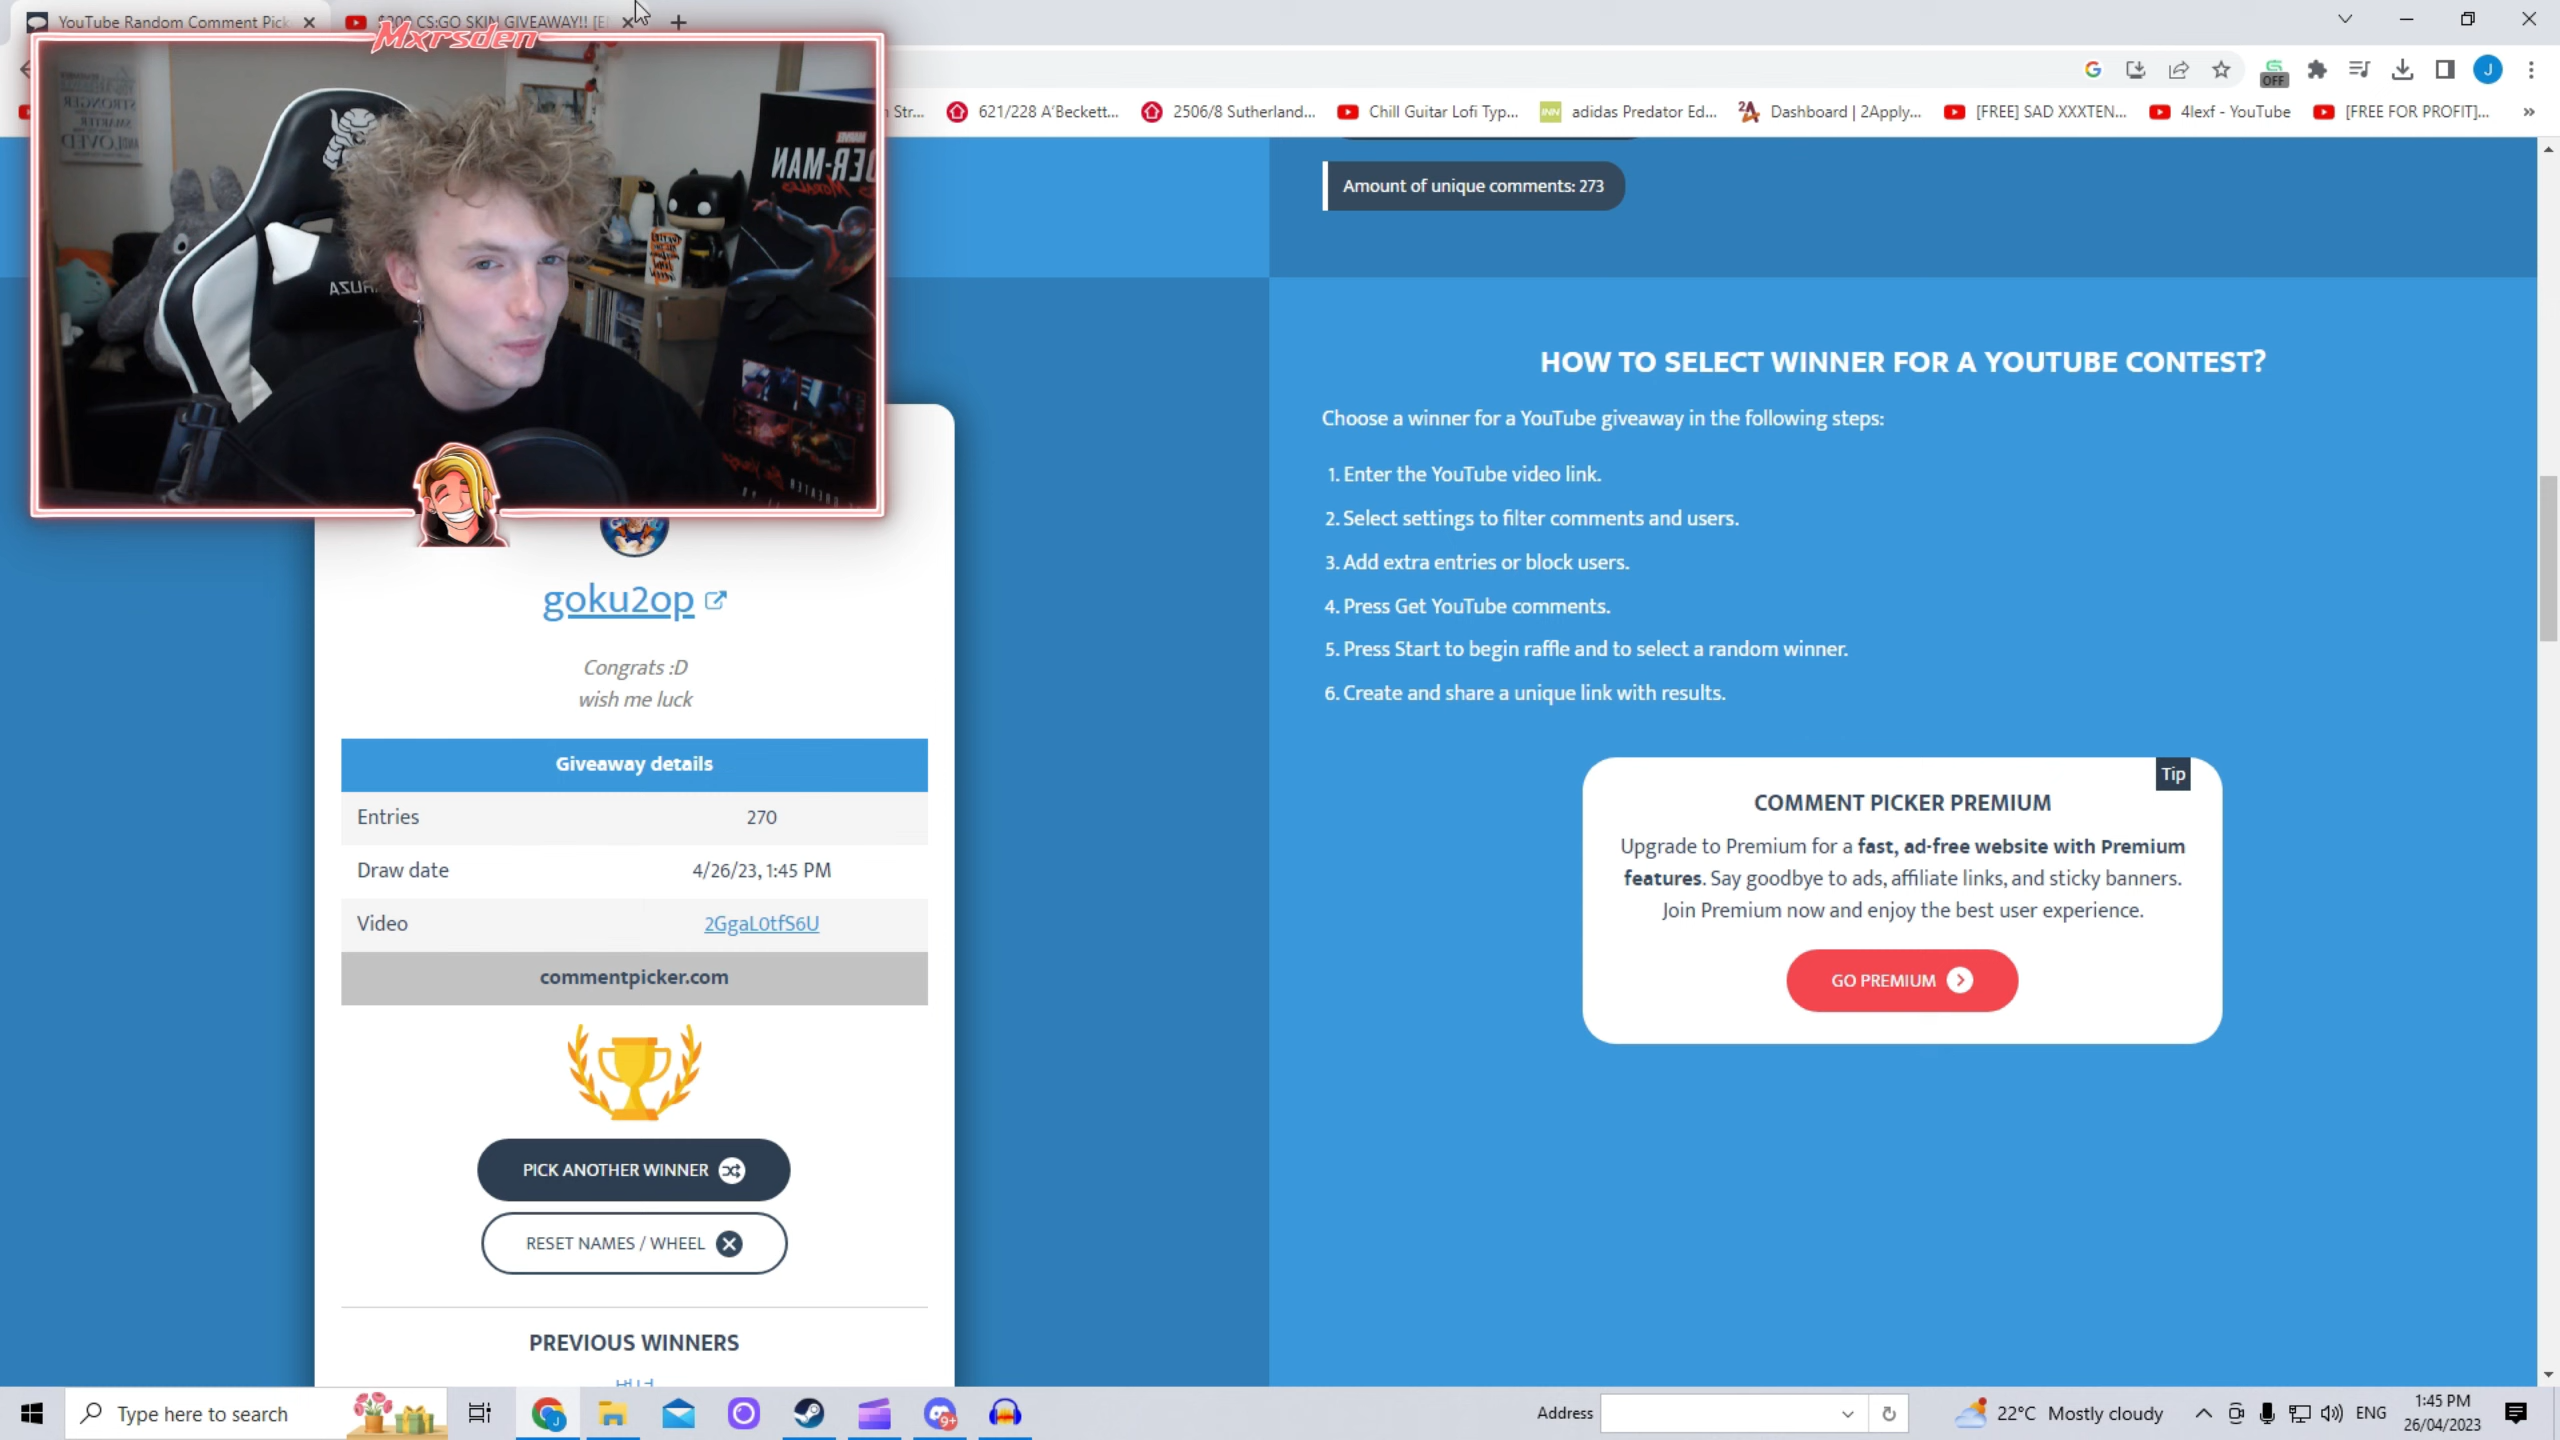 YouTube Random Comment Pick
$200 CS:GO SKIN GIVEAWAY!! [E
Mxrsden
OFF
J
Str...
621/228 A'Beckett...
2506/8 Sutherland...
Chill Guitar Lofi Typ...
adidas Predator Ed...
Dashboard | 2Apply...
[FREE] SAD XXXTEN...
4lexf - YouTube
[FREE FOR PROFIT]...
»
STRONGER
SMARTER
LOVED
MARVEL
DER-MAN
Amount of unique comments: 273
HOW TO SELECT WINNER FOR A YOUTUBE CONTEST?
Choose a winner for a YouTube giveaway in the following steps:
1. Enter the YouTube video link.
2. Select settings to filter comments and users.
3. Add extra entries or block users.
4. Press Get YouTube comments.
5. Press Start to begin raffle and to select a random winner.
6. Create and share a unique link with results.
Tip
COMMENT PICKER PREMIUM
Upgrade to Premium for a fast, ad-free website with Premium
features. Say goodbye to ads, affiliate links, and sticky banners.
Join Premium now and enjoy the best user experience.
GO PREMIUM
goku2op
Congrats :D
wish me luck
Giveaway details
Entries 270
Draw date 4/26/23, 1:45 PM
Video 2GgaL0tfS6U
commentpicker.com
PICK ANOTHER WINNER
RESET NAMES / WHEEL
PREVIOUS WINNERS
Type here to search
9+
Address
22°C Mostly cloudy
ENG
1:45 PM
26/04/2023